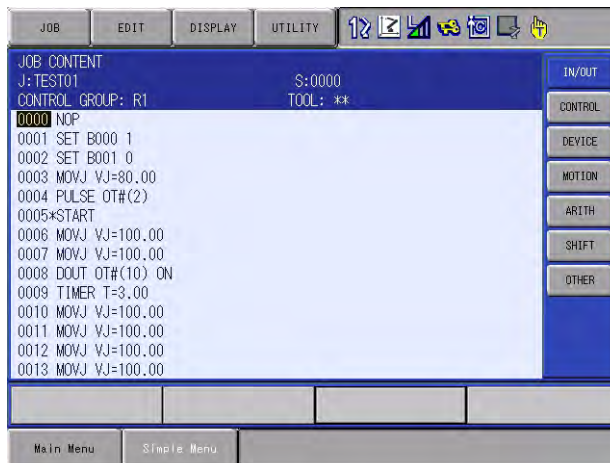 JOB EDIT DISPLAY UTILITY
JOB CONTENT
J:TEST01 S:0000
CONTROL GROUP: R1 TOOL: **
0000 NOP
0001 SET B000 1
0002 SET B001 0
0003 MOVJ VJ=80.00
0004 PULSE OT#(2)
0005*START
0006 MOVJ VJ=100.00
0007 MOVJ VJ=100.00
0008 DOUT OT#(10) ON
0009 TIMER T=3.00
0010 MOVJ VJ=100.00
0011 MOVJ VJ=100.00
0012 MOVJ VJ=100.00
0013 MOVJ VJ=100.00
IN/OUT
CONTROL
DEVICE
MOTION
ARITH
SHIFT
OTHER
Main Menu Simple Menu